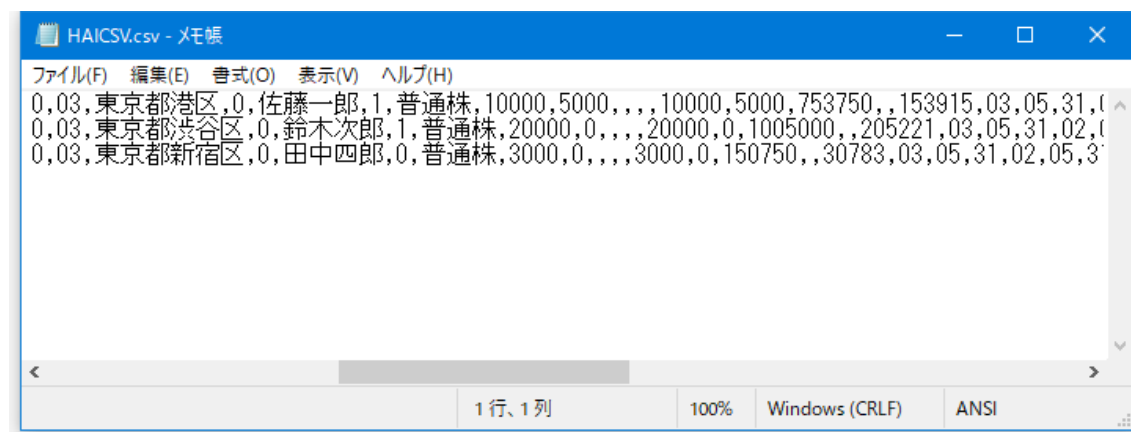 HAICSV.csv - メモ帳
ファイル(F) 編集(E) 書式(O) 表示(V) ヘルプ(H)
0,03,東京都港区,0,佐藤一郎,1,普通株,10000,5000,,,,10000,5000,753750,,153915,03,05,31,
0,03,東京都渋谷区,0,鈴木次郎,1,普通株,20000,0,,,,20000,0,1005000,,205221,03,05,31,02,
0,03,東京都新宿区,0,田中四郎,0,普通株,3000,0,,,,3000,0,150750,,30783,03,05,31,02,05,3
1行、1列 100% Windows (CRLF) ANSI